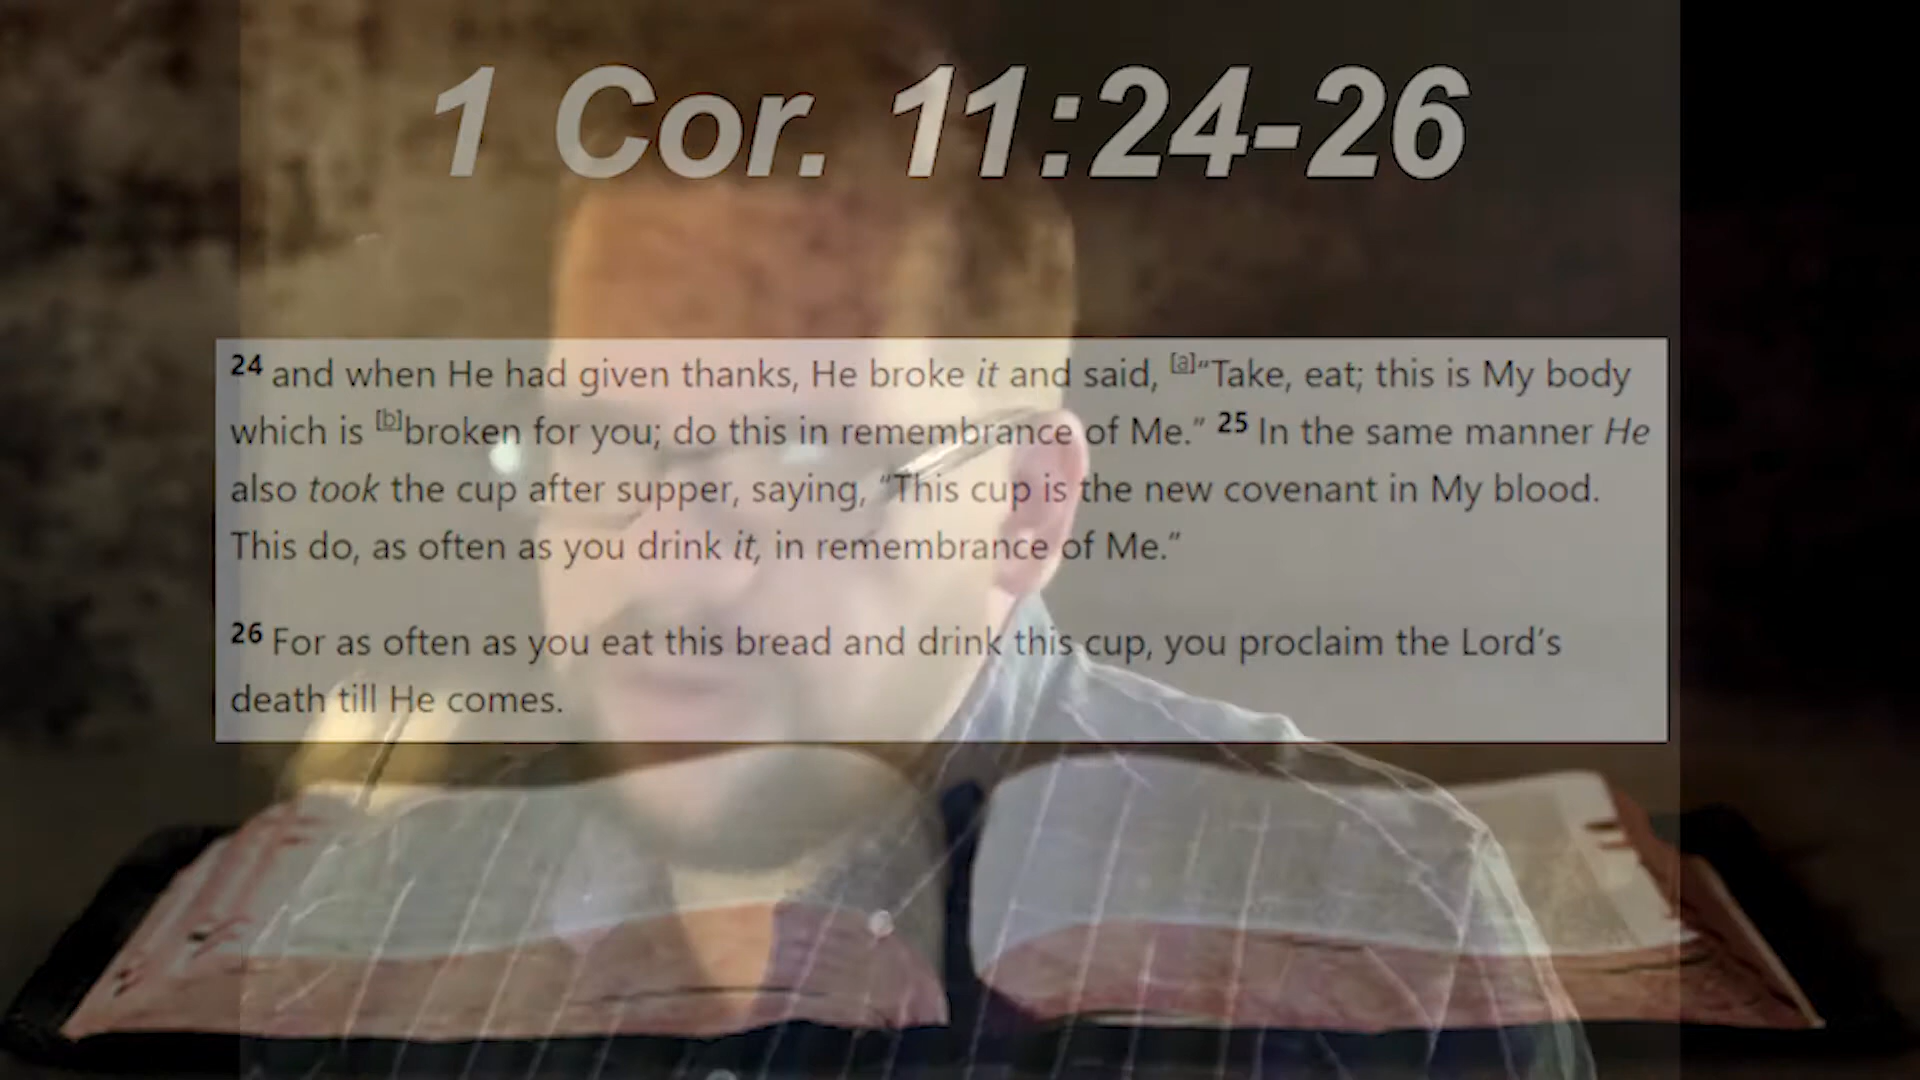 1 Cor. 11:24-26
24 and when He had given thanks, He broke it and said, [a]“Take, eat; this is My body
which is [b]broken for you; do this in remembrance of Me.” 25 In the same manner He
also took the cup after supper, saying, “This cup is the new covenant in My blood.
This do, as often as you drink it, in remembrance of Me.”
26 For as often as you eat this bread and drink this cup, you proclaim the Lord’s
death till He comes.